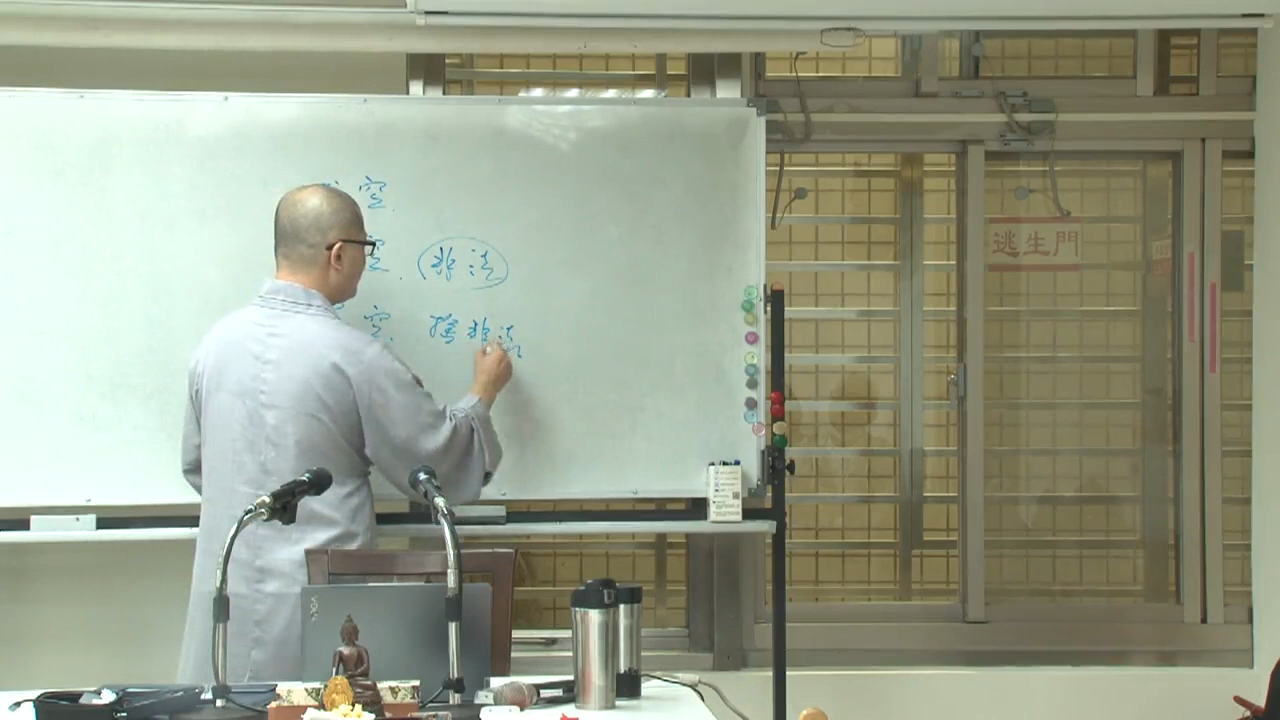 空
空 (非法)
空 捨非法
逃生門